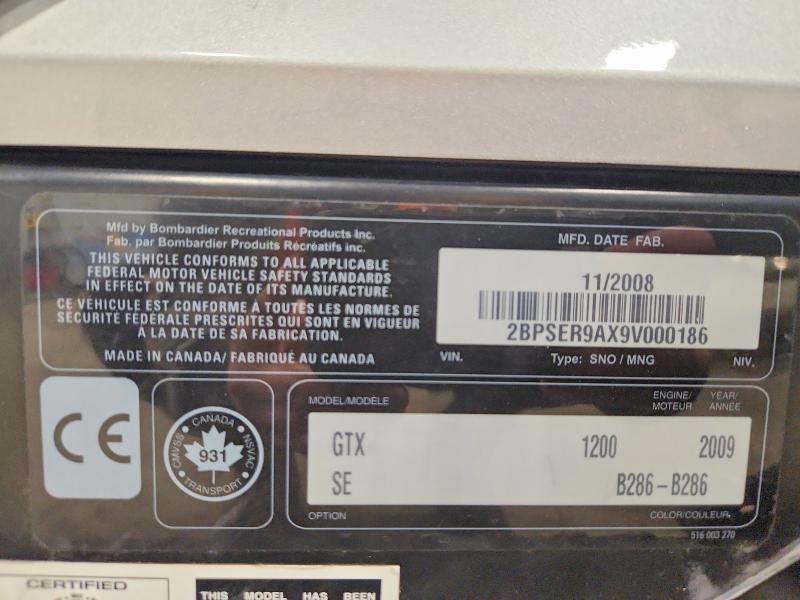 Mfd by Bombardier Recreational Products Inc.
Fab. par Bombardier Produits Récréatifs inc.
THIS VEHICLE CONFORMS TO ALL APPLICABLE
FEDERAL MOTOR VEHICLE SAFETY STANDARDS
IN EFFECT ON THE DATE OF ITS MANUFACTURE.
CE VÉHICULE EST CONFORME À TOUTES LES NORMES DE
SÉCURITÉ FÉDÉRALE PRESCRITES QUI SONT EN VIGUEUR
À LA DATE DE SA FABRICATION.
MADE IN CANADA/ FABRIQUÉ AU CANADA
MFD. DATE FAB.
11/2008
2BPSER9AX9V000186
VIN. Type: SNO / MNG NIV.
CE
CANADA
CMVSS 931 NSVAC
TRANSPORT
MODEL/MODÈLE ENGINE/ MOTEUR YEAR/ ANNÉE
GTX 1200 2009
SE B286-B286
OPTION COLOR/COULEUR
516 003 270
CERTIFIED
THIS MODEL HAS BEEN